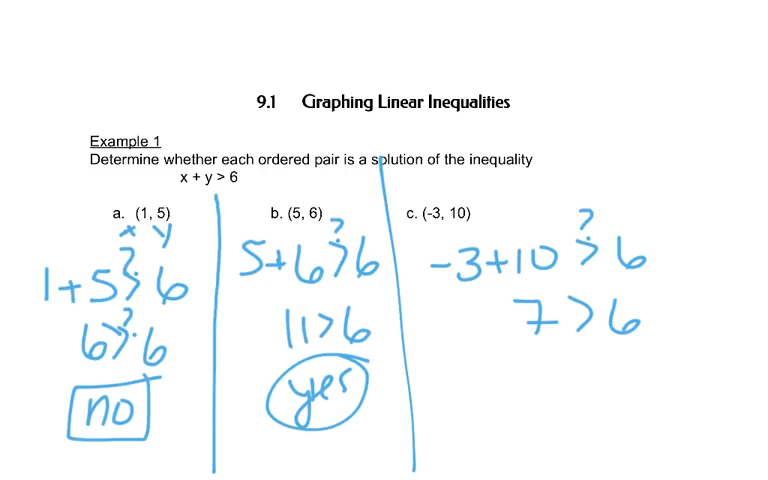 9.1 Graphing Linear Inequalities
Example 1
Determine whether each ordered pair is a solution of the inequality
x + y > 6
a. (1, 5)
x y
1 + 5 ?> 6
6 ?> 6
no
b. (5, 6)
5 + 6 ?> 6
11 > 6
yes
c. (-3, 10)
-3 + 10 ?> 6
7 > 6